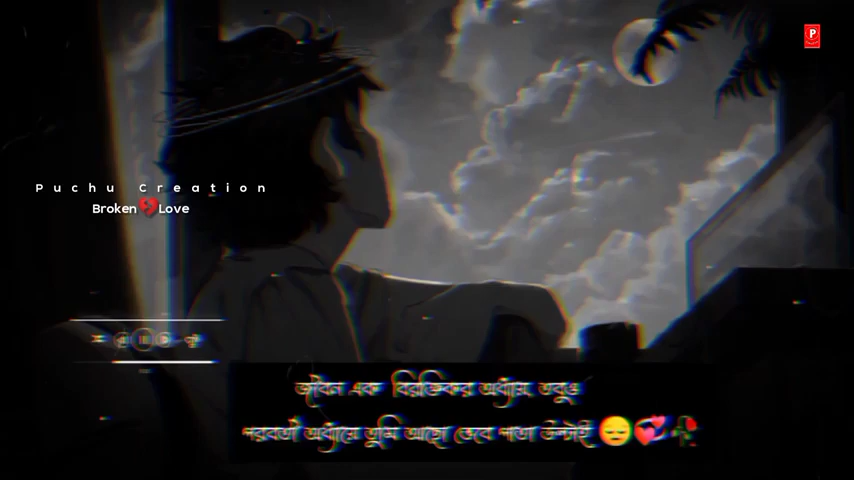 P
Puchu Creation
Broken💔Love
জীবন এক বিরক্তিকর অধ্যায়, তবুও
পরবর্তী অধ্যায়ে তুমি আছো ভেবে পাতা উল্টাই 😔💞🥀